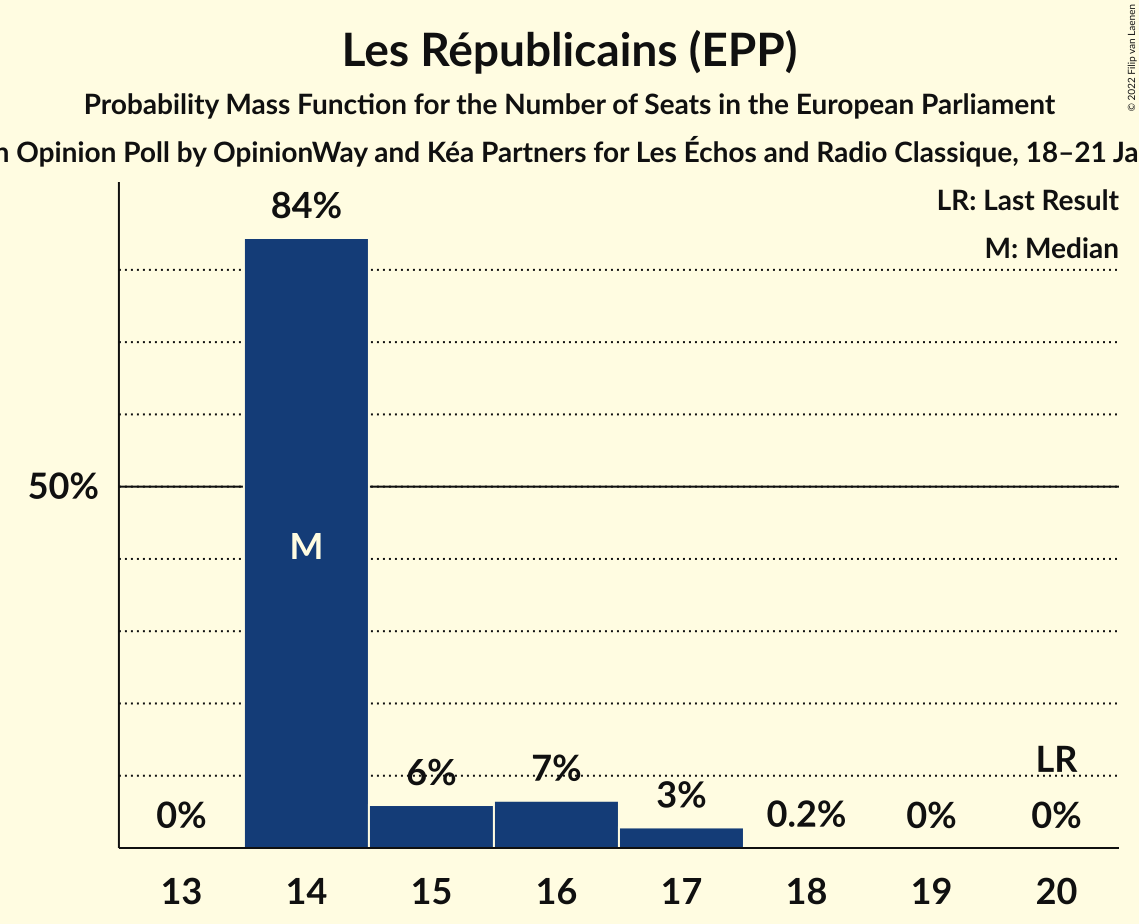 Les Républicains (EPP)
Probability Mass Function for the Number of Seats in the European Parliament
Opinion Poll by OpinionWay and Kéa Partners for Les Échos and Radio Classique, 18–21
© 2022 Filip van Laenen
LR: Last Result
M: Median
84%
50%
M
6%
7%
3%
LR
0%
0.2%
0%
0%
13
14
15
16
17
18
19
20